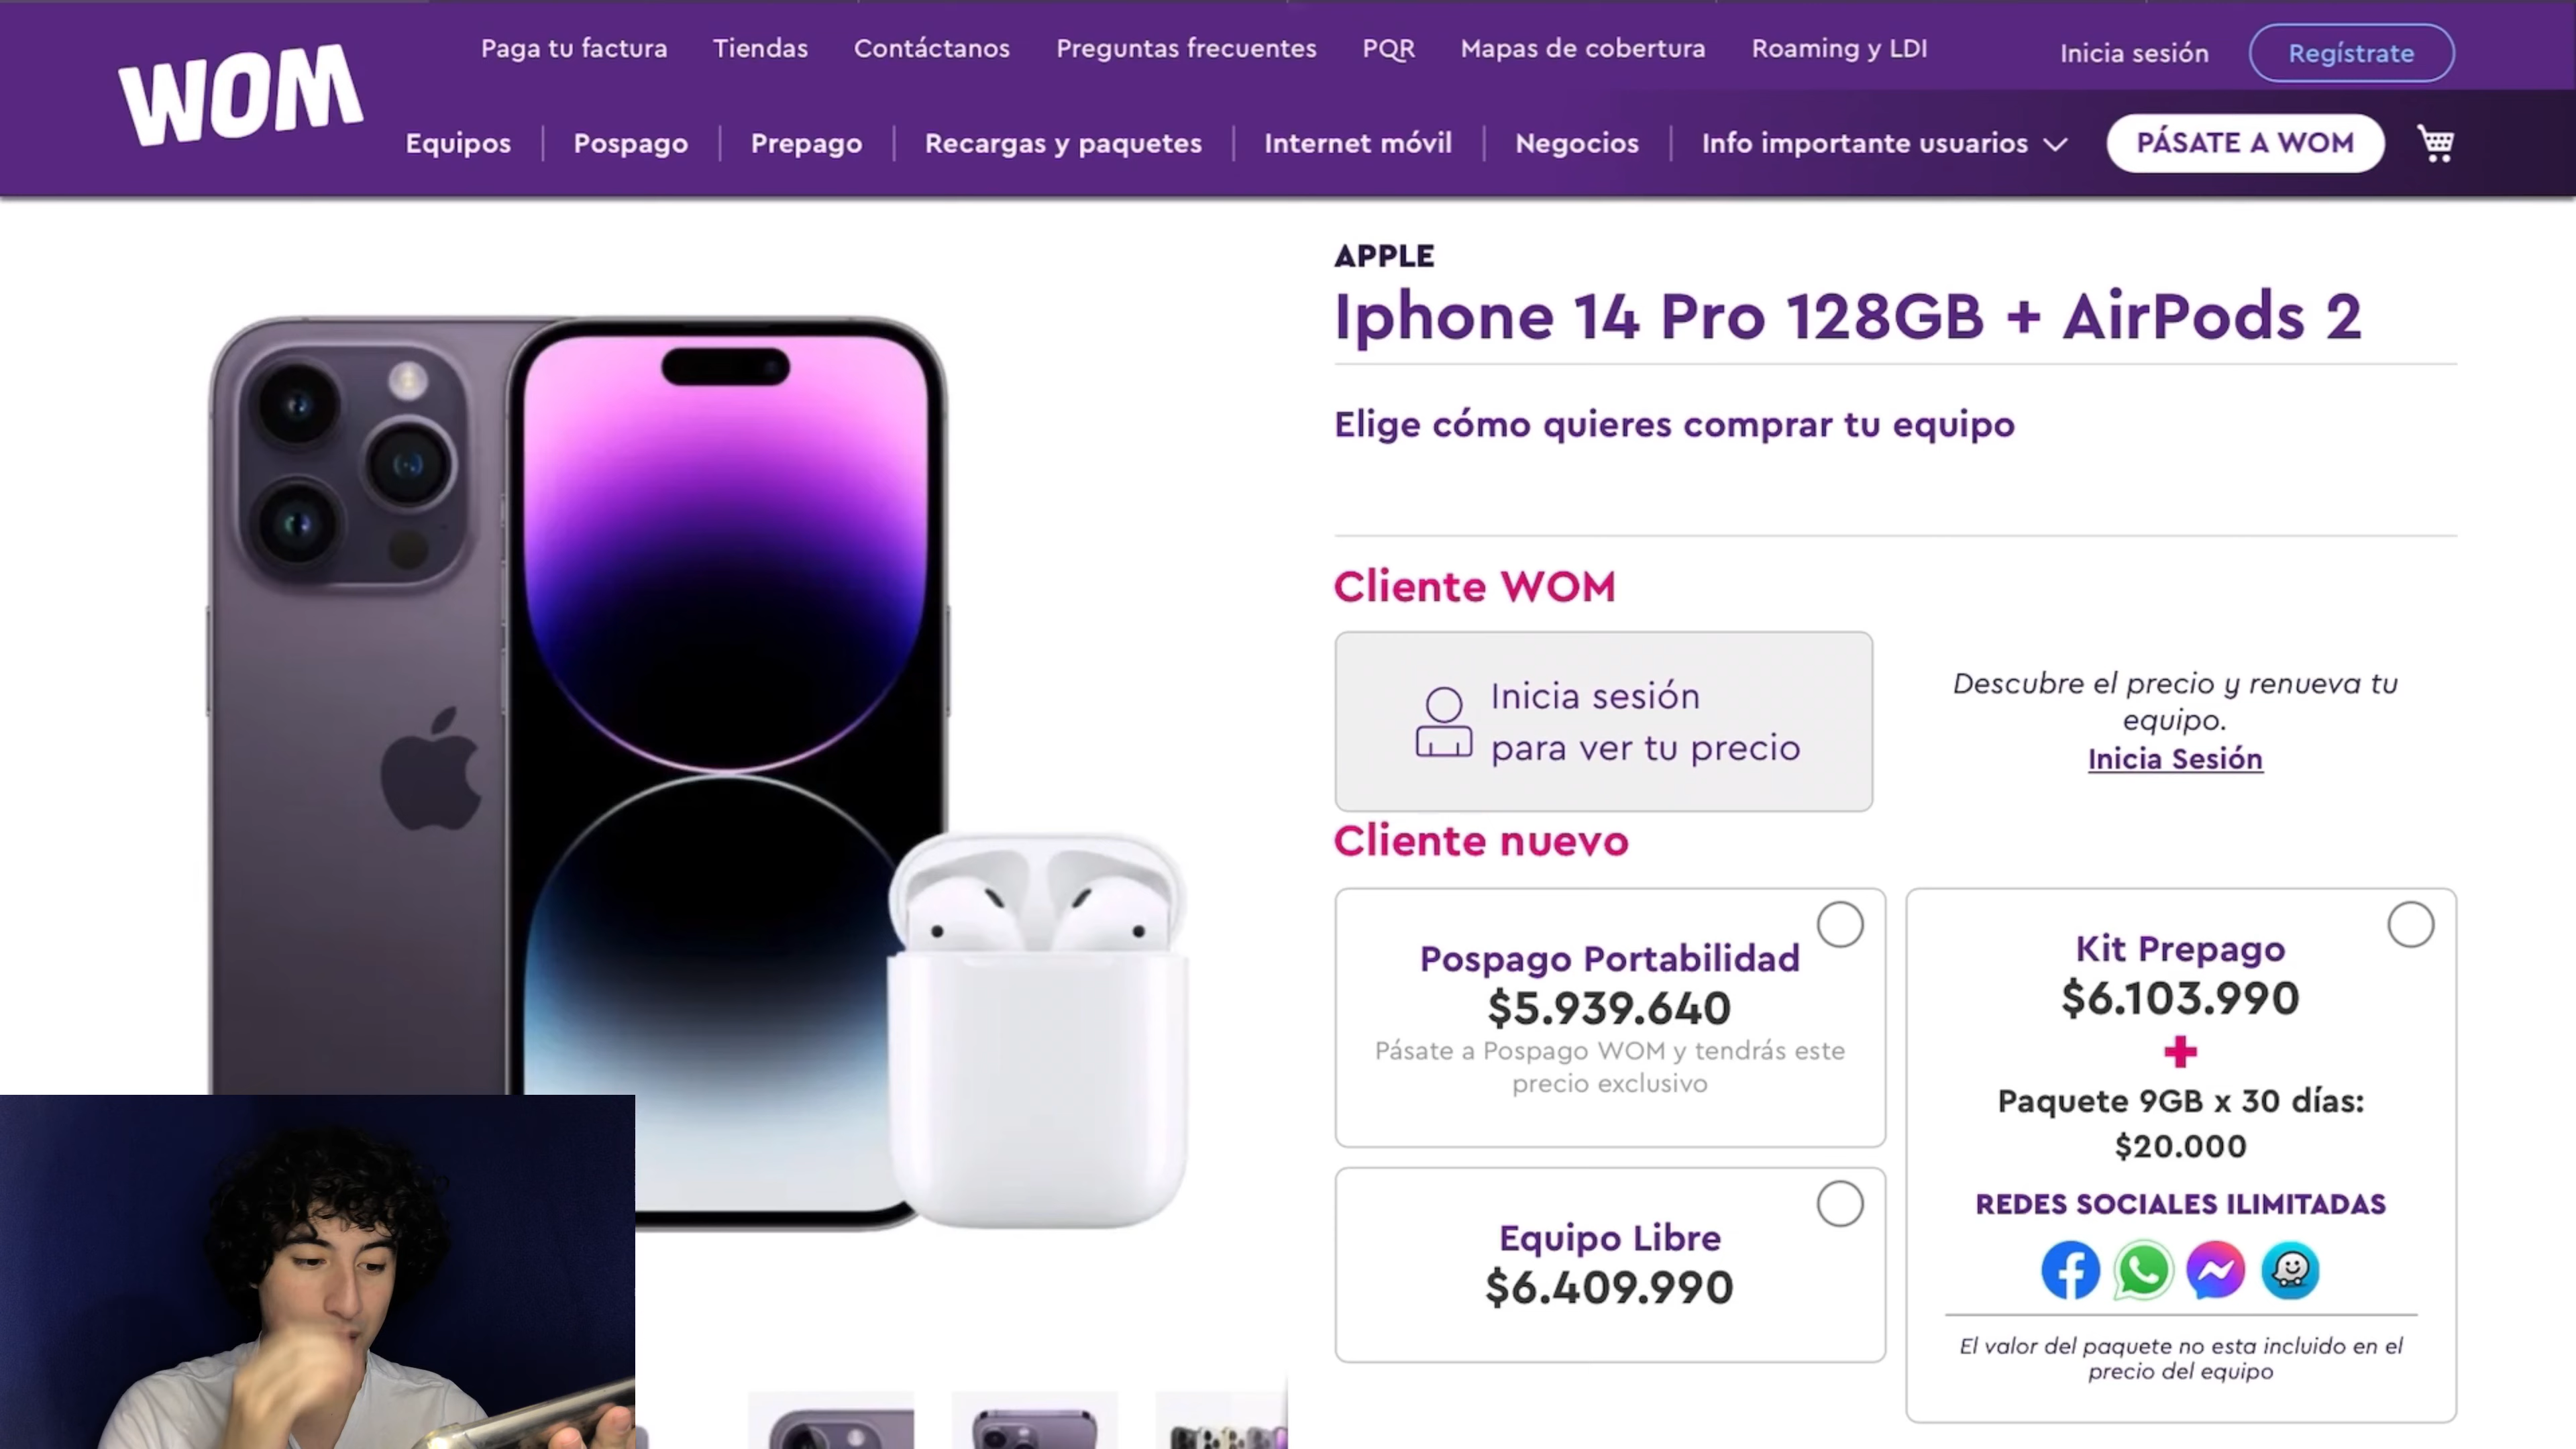 WOM
Paga tu factura
Tiendas
Contáctanos
Preguntas frecuentes
PQR
Mapas de cobertura
Roaming y LDI
Inicia sesión
Regístrate
Equipos
Pospago
Prepago
Recargas y paquetes
Internet móvil
Negocios
Info importante usuarios
PÁSATE A WOM
APPLE
Iphone 14 Pro 128GB + AirPods 2
Elige cómo quieres comprar tu equipo
Cliente WOM
Inicia sesión
para ver tu precio
Descubre el precio y renueva tu
equipo.
Inicia Sesión
Cliente nuevo
Pospago Portabilidad
$5.939.640
Pásate a Pospago WOM y tendrás este
precio exclusivo
Equipo Libre
$6.409.990
Kit Prepago
$6.103.990
+
Paquete 9GB x 30 días:
$20.000
REDES SOCIALES ILIMITADAS
El valor del paquete no esta incluido en el
precio del equipo